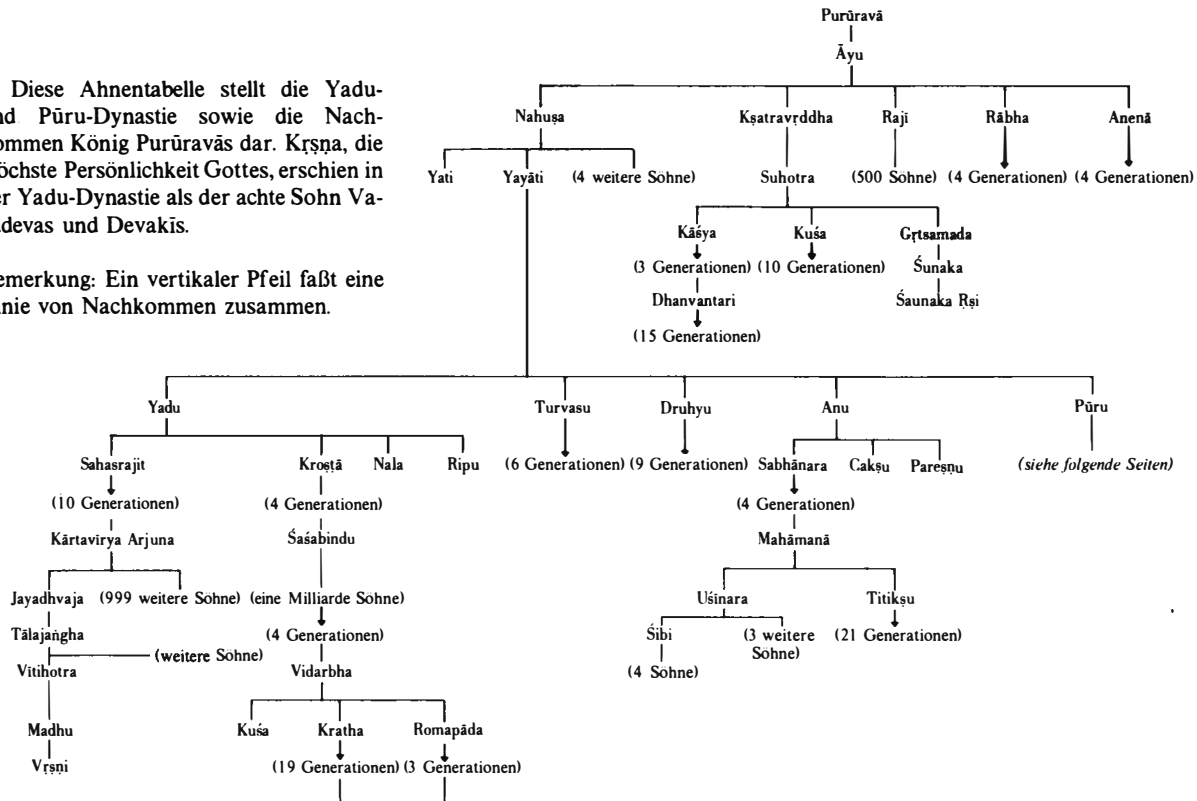 Purūravā
Āyu
Diese Ahnentabelle stellt die Yadu-
nd Pūru-Dynastie sowie die Nach-
ommen König Purūravās dar. Kṛṣṇa, die
öchste Persönlichkeit Gottes, erschien in
er Yadu-Dynastie als der achte Sohn Va-
udevas und Devakīs.
emerkung: Ein vertikaler Pfeil faßt eine
inie von Nachkommen zusammen.
Nahuṣa Kṣatravṛddha Raji Rābha Anenā
Yati Yayāti (4 weitere Söhne) Suhotra (500 Söhne) (4 Generationen) (4 Generationen)
Kāśya Kuśa Gṛtsamada
(3 Generationen) (10 Generationen) Śunaka
Dhanvantari Śaunaka Ṛṣi
(15 Generationen)
Yadu Turvasu Druhyu Anu Pūru
Sahasrajit Kroṣṭā Nala Ripu (6 Generationen) (9 Generationen) Sabhānara Cakṣu Pareṣṇu (siehe folgende Seiten)
(10 Generationen) (4 Generationen) (4 Generationen)
Kārtavīrya Arjuna Śaśabindu Mahāmanā
Jayadhvaja (999 weitere Söhne) (eine Milliarde Söhne) Uśīnara Titikṣu
Tālajaṅgha (4 Generationen) Śibi (3 weitere (21 Generationen)
(weitere Söhne) Söhne)
Vītihotra Vidarbha (4 Söhne)
Madhu Kuśa Kratha Romapāda
Vṛṣṇi (19 Generationen) (3 Generationen)